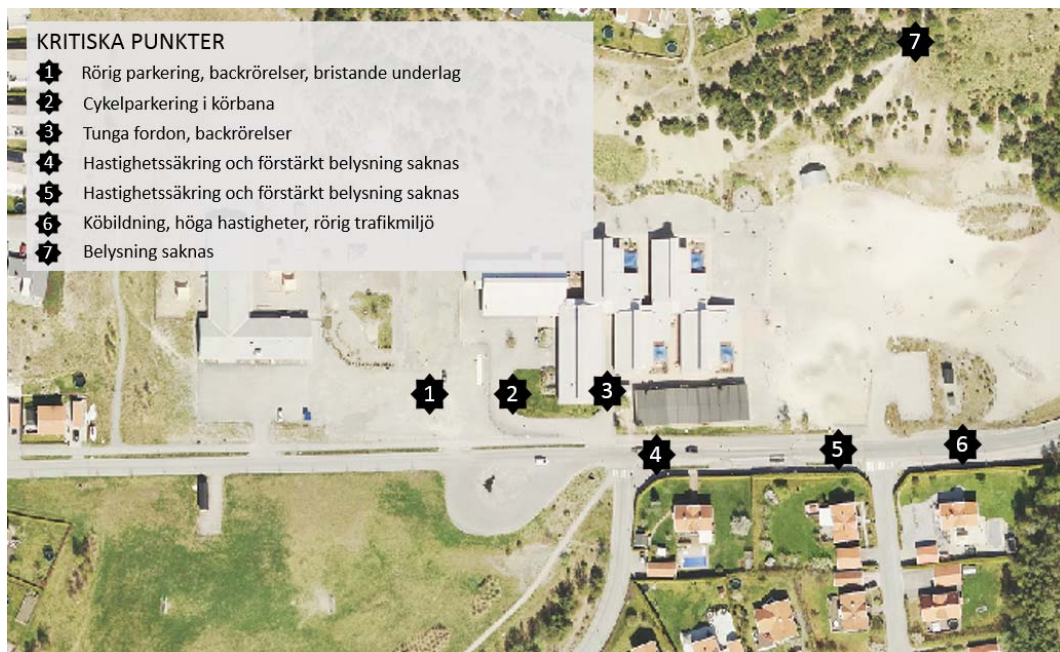 KRITISKA PUNKTER
1 Rörig parkering, backrörelser, bristande underlag
2 Cykelparkering i körbana
3 Tunga fordon, backrörelser
4 Hastighetssäkring och förstärkt belysning saknas
5 Hastighetssäkring och förstärkt belysning saknas
6 Köbildning, höga hastigheter, rörig trafikmiljö
7 Belysning saknas
7
1
2
3
4
5
6